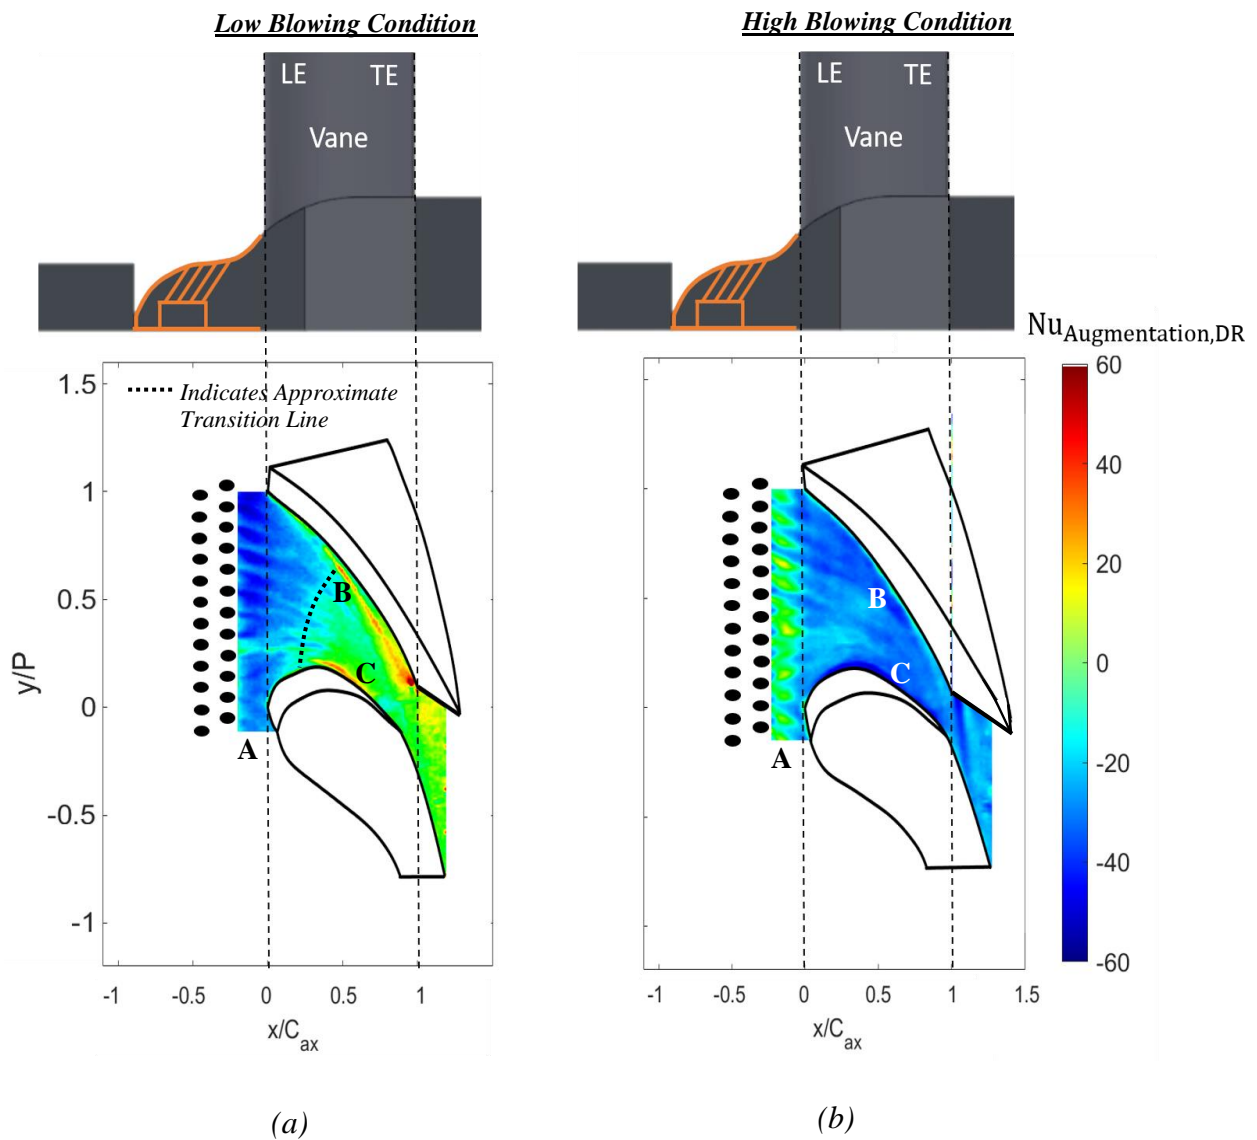 Low Blowing Condition
High Blowing Condition
LE TE
Vane
LE TE
Vane
Nu Augmentation,DR
60
40
20
0
-20
-40
-60
1.5
1
0.5
0
-0.5
-1
y/P
Indicates Approximate
Transition Line
A
B
C
-1 -0.5 0 0.5 1
x/C ax
A
B
C
-1 -0.5 0 0.5 1 1.5
x/C ax
(a)
(b)